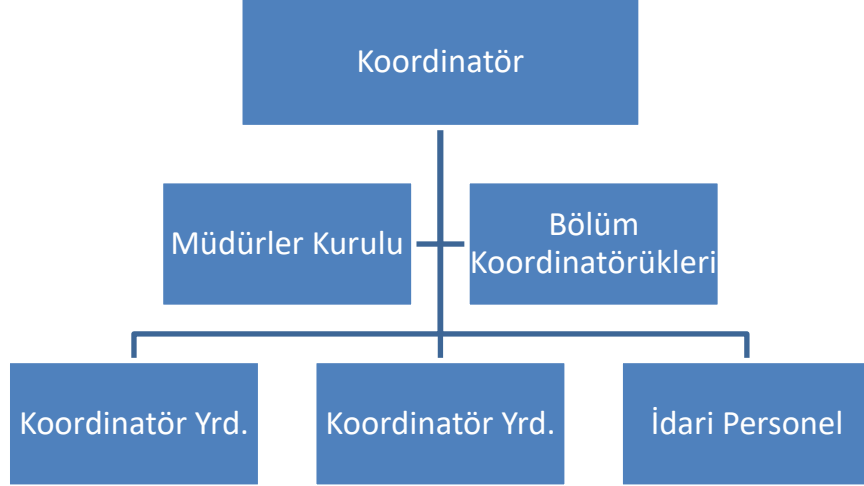 Koordinatör
Müdürler Kurulu
Bölüm
Koordinatörükleri
Koordinatör Yrd.
Koordinatör Yrd.
İdari Personel